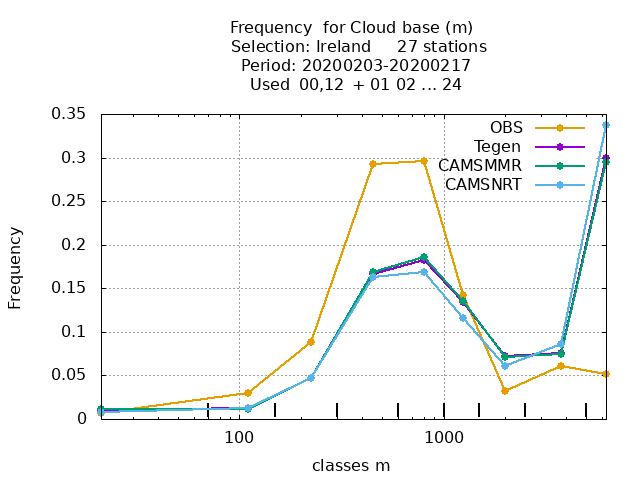 Frequency  for Cloud base (m)
Selection: Ireland     27 stations
Period: 20200203-20200217
Used  00,12  + 01 02 ... 24
0.35
0.3
0.25
0.2
0.15
0.1
0.05
0
Frequency
OBS
Tegen
CAMSMMR
CAMSNRT
100
1000
classes m